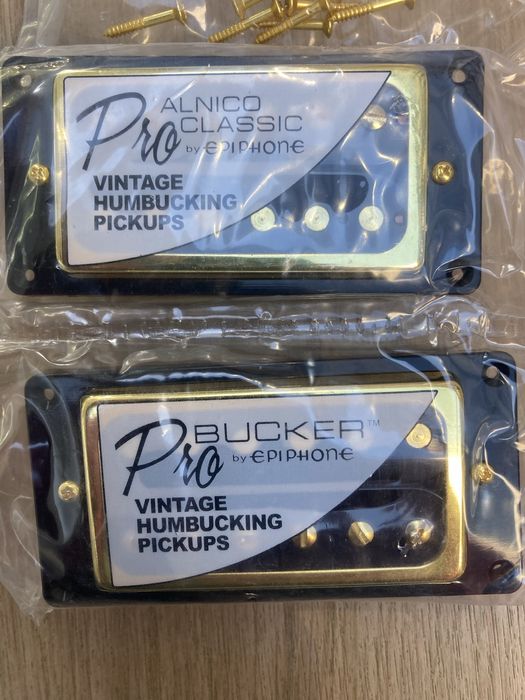 ALNICO
Pro CLASSIC
by EPIPHONE
VINTAGE
HUMBUCKING
PICKUPS
Pro BUCKER™
by EPIPHONE
VINTAGE
HUMBUCKING
PICKUPS